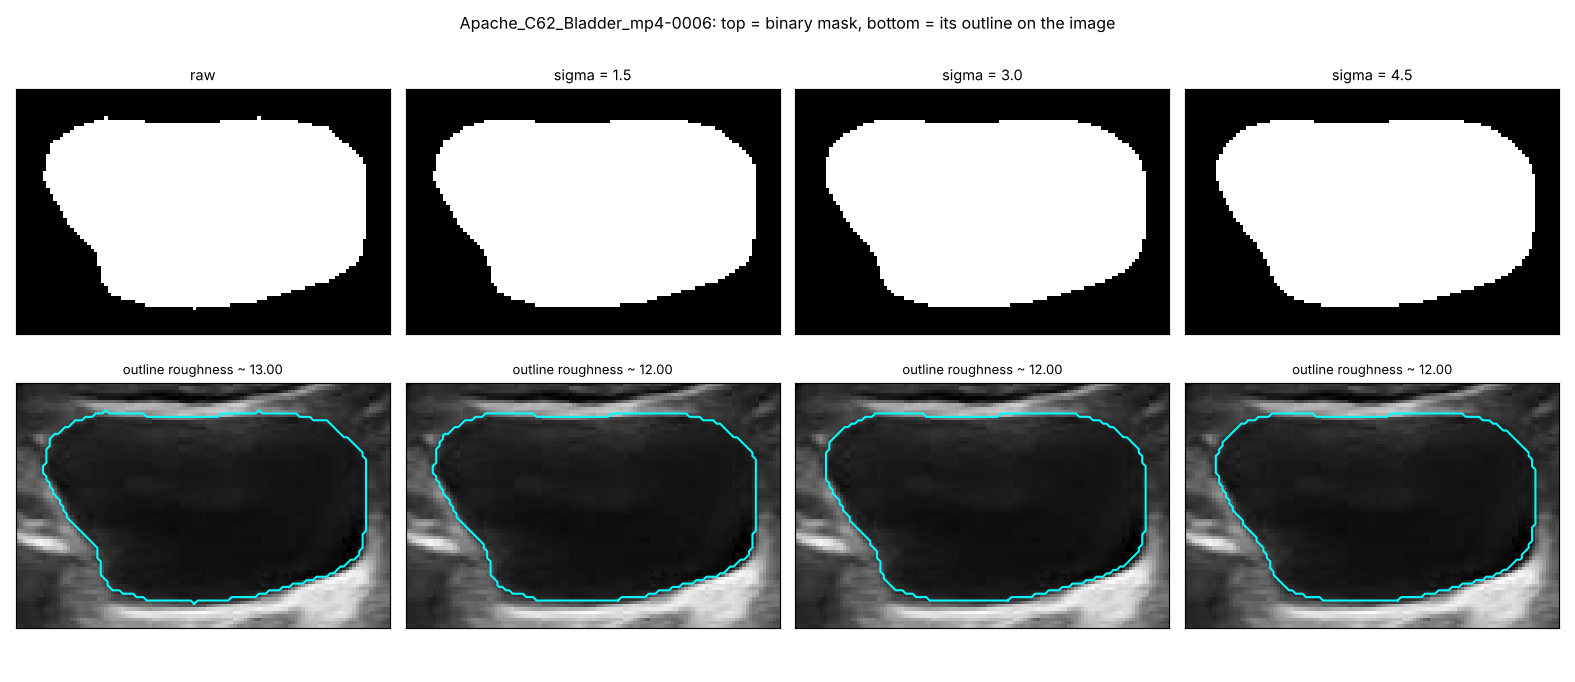 Apache_C62_Bladder_mp4-0006: top = binary mask, bottom = its outline on the image
raw
sigma = 1.5
sigma = 3.0
sigma = 4.5
outline roughness ~ 13.00
outline roughness ~ 12.00
outline roughness ~ 12.00
outline roughness ~ 12.00